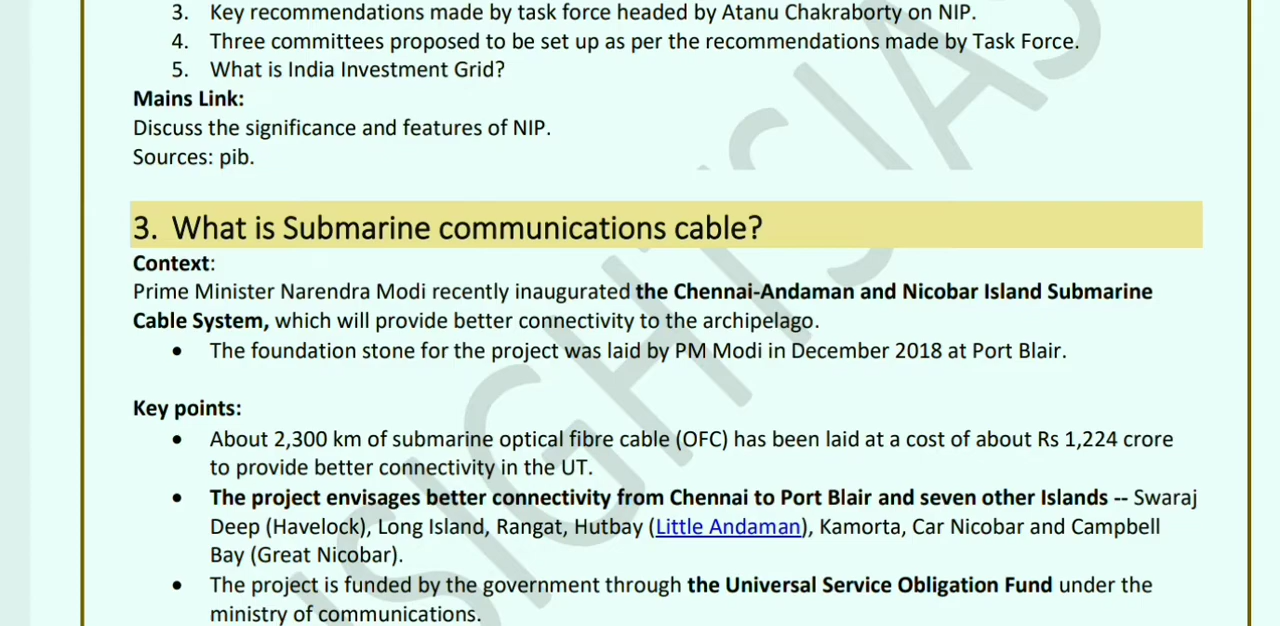 3. Key recommendations made by task force headed by Atanu Chakraborty on NIP.
4. Three committees proposed to be set up as per the recommendations made by Task Force.
5. What is India Investment Grid?
Mains Link:
Discuss the significance and features of NIP.
Sources: pib.
3. What is Submarine communications cable?
Context:
Prime Minister Narendra Modi recently inaugurated the Chennai-Andaman and Nicobar Island Submarine
Cable System, which will provide better connectivity to the archipelago.
• The foundation stone for the project was laid by PM Modi in December 2018 at Port Blair.
Key points:
• About 2,300 km of submarine optical fibre cable (OFC) has been laid at a cost of about Rs 1,224 crore
to provide better connectivity in the UT.
• The project envisages better connectivity from Chennai to Port Blair and seven other Islands -- Swaraj
Deep (Havelock), Long Island, Rangat, Hutbay (Little Andaman), Kamorta, Car Nicobar and Campbell
Bay (Great Nicobar).
• The project is funded by the government through the Universal Service Obligation Fund under the
ministry of communications.
SIGHTSIAS